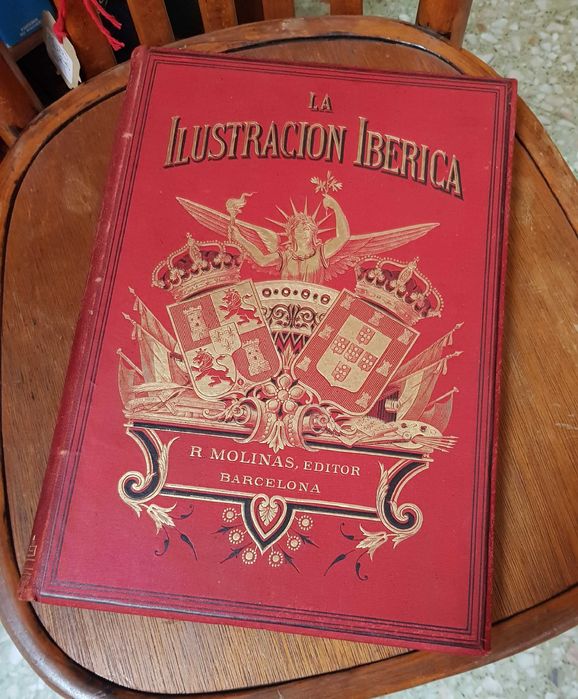 LA
ILUSTRACION IBERICA
R. MOLINAS, EDITOR
BARCELONA